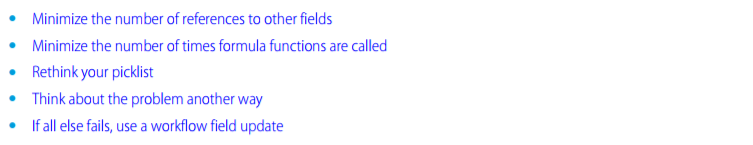 Minimize the number of references to other fields
Minimize the number of times formula functions are called
Rethink your picklist
Think about the problem another way
If all else fails, use a workflow field update